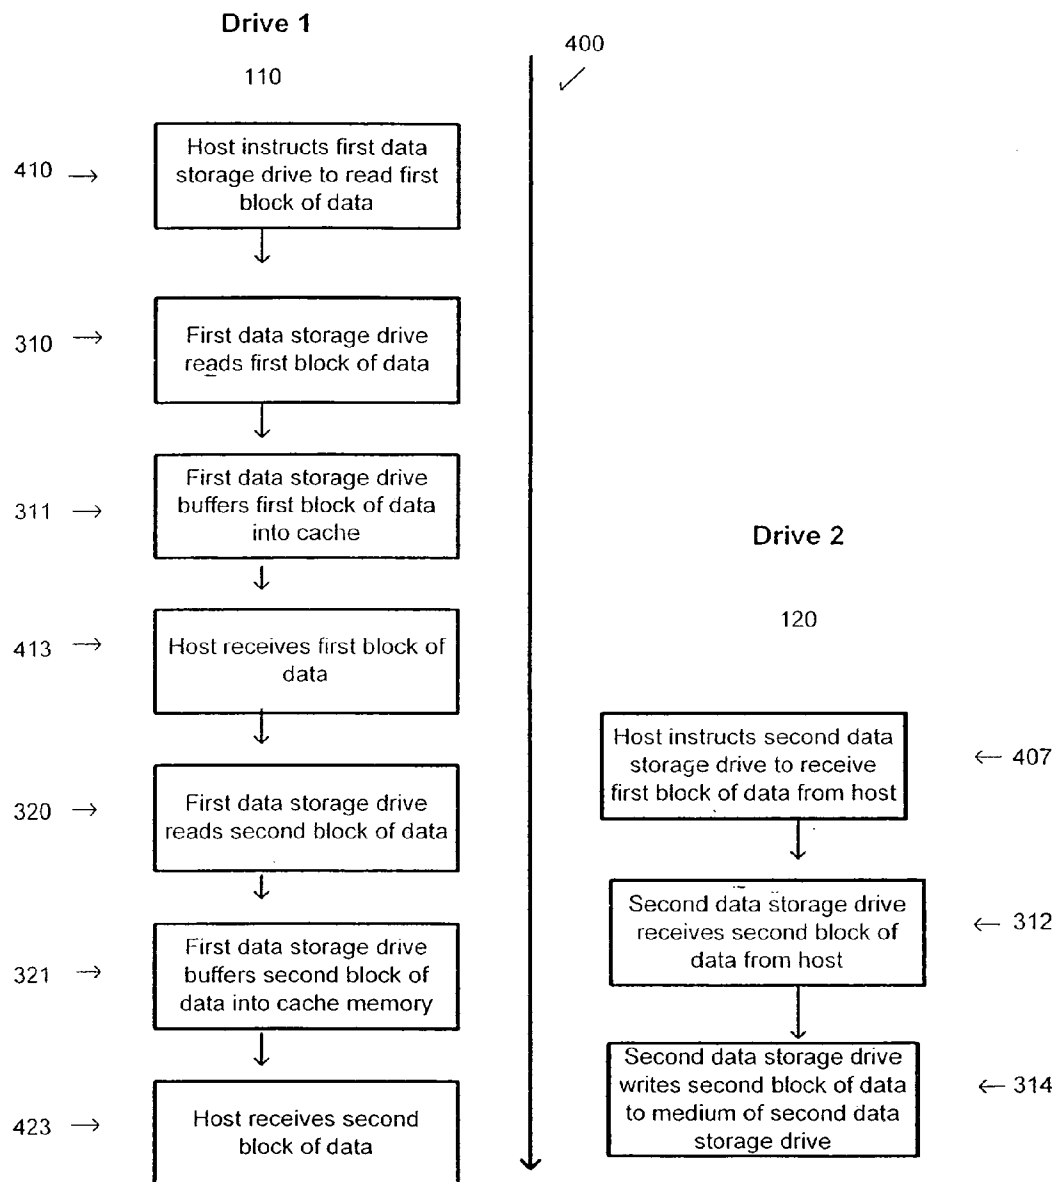 Drive 1
110
400
410 →
Host instructs first data
storage drive to read first
block of data
310 →
First data storage drive
reads first block of data
311 →
First data storage drive
buffers first block of data
into cache
413 →
Host receives first block of
data
320 →
First data storage drive
reads second block of data
321 →
First data storage drive
buffers second block of
data into cache memory
423 →
Host receives second
block of data
Drive 2
120
Host instructs second data
storage drive to receive
first block of data from host
← 407
Second data storage drive
receives second block of
data from host
← 312
Second data storage drive
writes second block of data
to medium of second data
storage drive
← 314